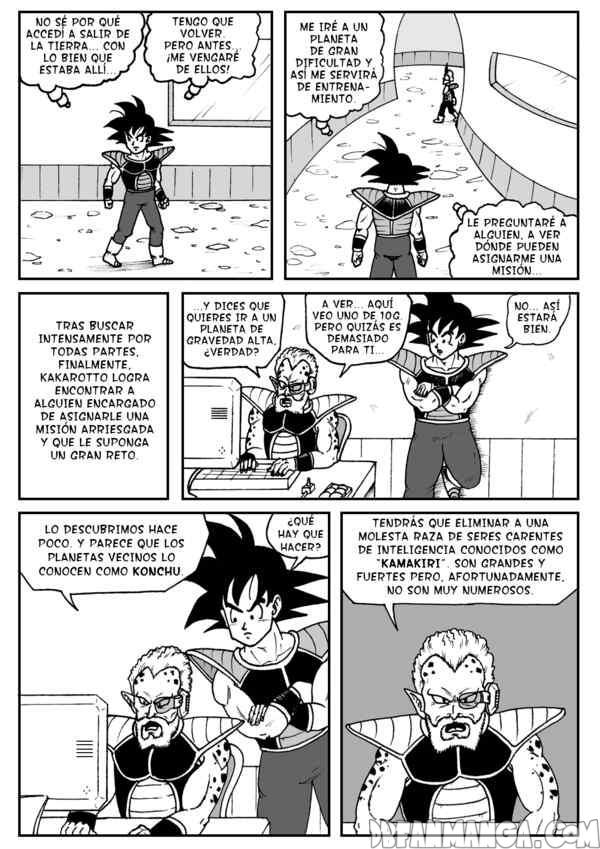 NO SÉ POR QUÉ
ACCEDÍ A SALIR DE
LA TIERRA... CON
LO BIEN QUE
ESTABA ALLÍ...
TENGO QUE
VOLVER.
PERO ANTES...
¡ME VENGARÉ
DE ELLOS!
ME IRÉ A UN
PLANETA
DE GRAN
DIFICULTAD Y
ASÍ ME SERVIRÁ
DE ENTRENA-
MIENTO.
LE PREGUNTARÉ A
ALGUIEN, A VER
DÓNDE PUEDEN
ASIGNARME UNA
MISIÓN...
TRAS BUSCAR
INTENSAMENTE POR
TODAS PARTES,
FINALMENTE,
KAKAROTTO LOGRA
ENCONTRAR A
ALGUIEN ENCARGADO
DE ASIGNARLE UNA
MISIÓN ARRIESGADA
Y QUE LE SUPONGA
UN GRAN RETO.
...Y DICES QUE
QUIERES IR A UN
PLANETA DE
GRAVEDAD ALTA,
¿VERDAD?
A VER... AQUÍ
VEO UNO DE 10G.
PERO QUIZÁS ES
DEMASIADO
PARA TI...
NO... ASÍ
ESTARÁ
BIEN.
LO DESCUBRIMOS HACE
POCO. Y PARECE QUE LOS
PLANETAS VECINOS LO
CONOCEN COMO KONCHU
¿QUÉ
HAY QUE
HACER?
TENDRÁS QUE ELIMINAR A UNA
MOLESTA RAZA DE SERES CARENTES
DE INTELIGENCIA CONOCIDOS COMO
"KAMAKIRI". SON GRANDES Y
FUERTES PERO, AFORTUNADAMENTE,
NO SON MUY NUMEROSOS.
DBFANMANGA.COM